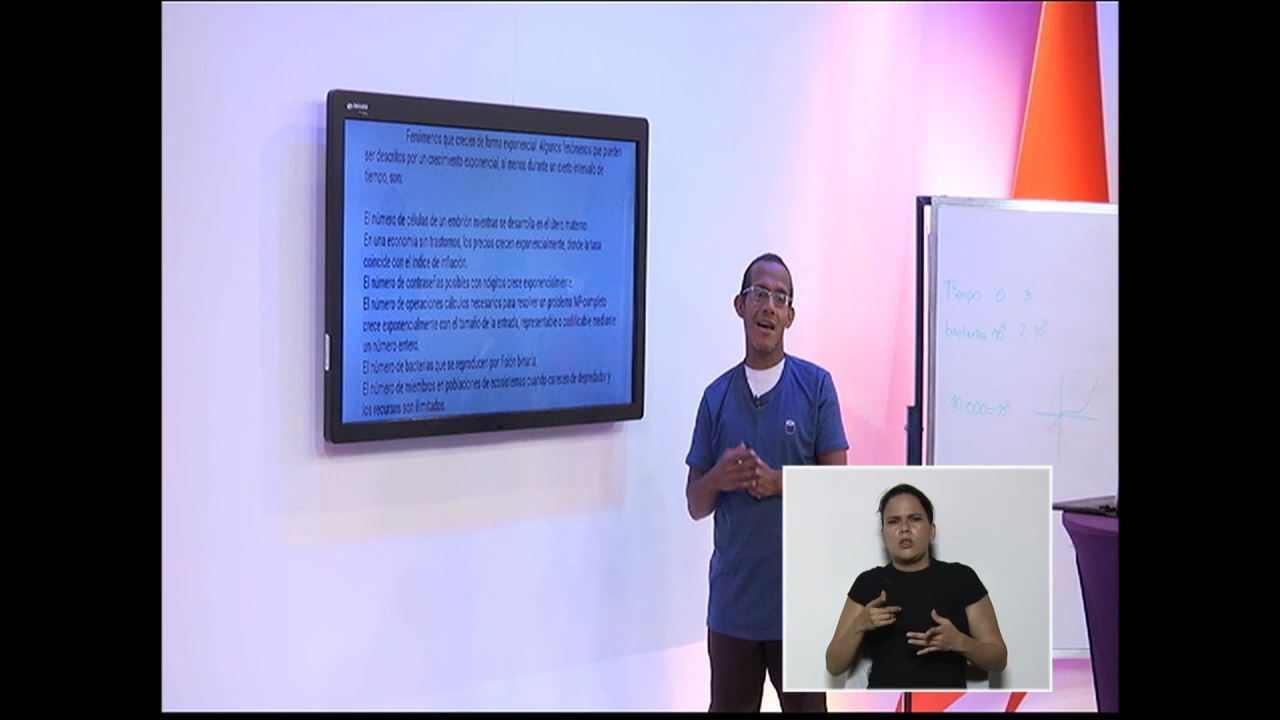 Fenómenos que crecen de forma exponencial. Algunos fenómenos que pueden
ser descritos por un crecimiento exponencial, al menos durante un cierto intervalo de
tiempo, son:
El número de células de un embrión mientras se desarrolla en el útero materno.
En una economía sin trastornos, los precios crecen exponencialmente, donde la tasa
coincide con el índice de inflación.
El número de contraseñas posibles con n dígitos crece exponencialmente.
El número de operaciones cálculos necesarios para resolver un problema NP-completo
crece exponencialmente con el tamaño de la entrada, representable o codificable mediante
un número entero.
El número de bacterias que se reproducen por fisión binaria.
El número de miembros en poblaciones de ecosistemas cuando carecen de depredador y
los recursos son ilimitados.
Tiempo 0 3
bacterias 10⁴ 2·10⁴
10.000=10⁴